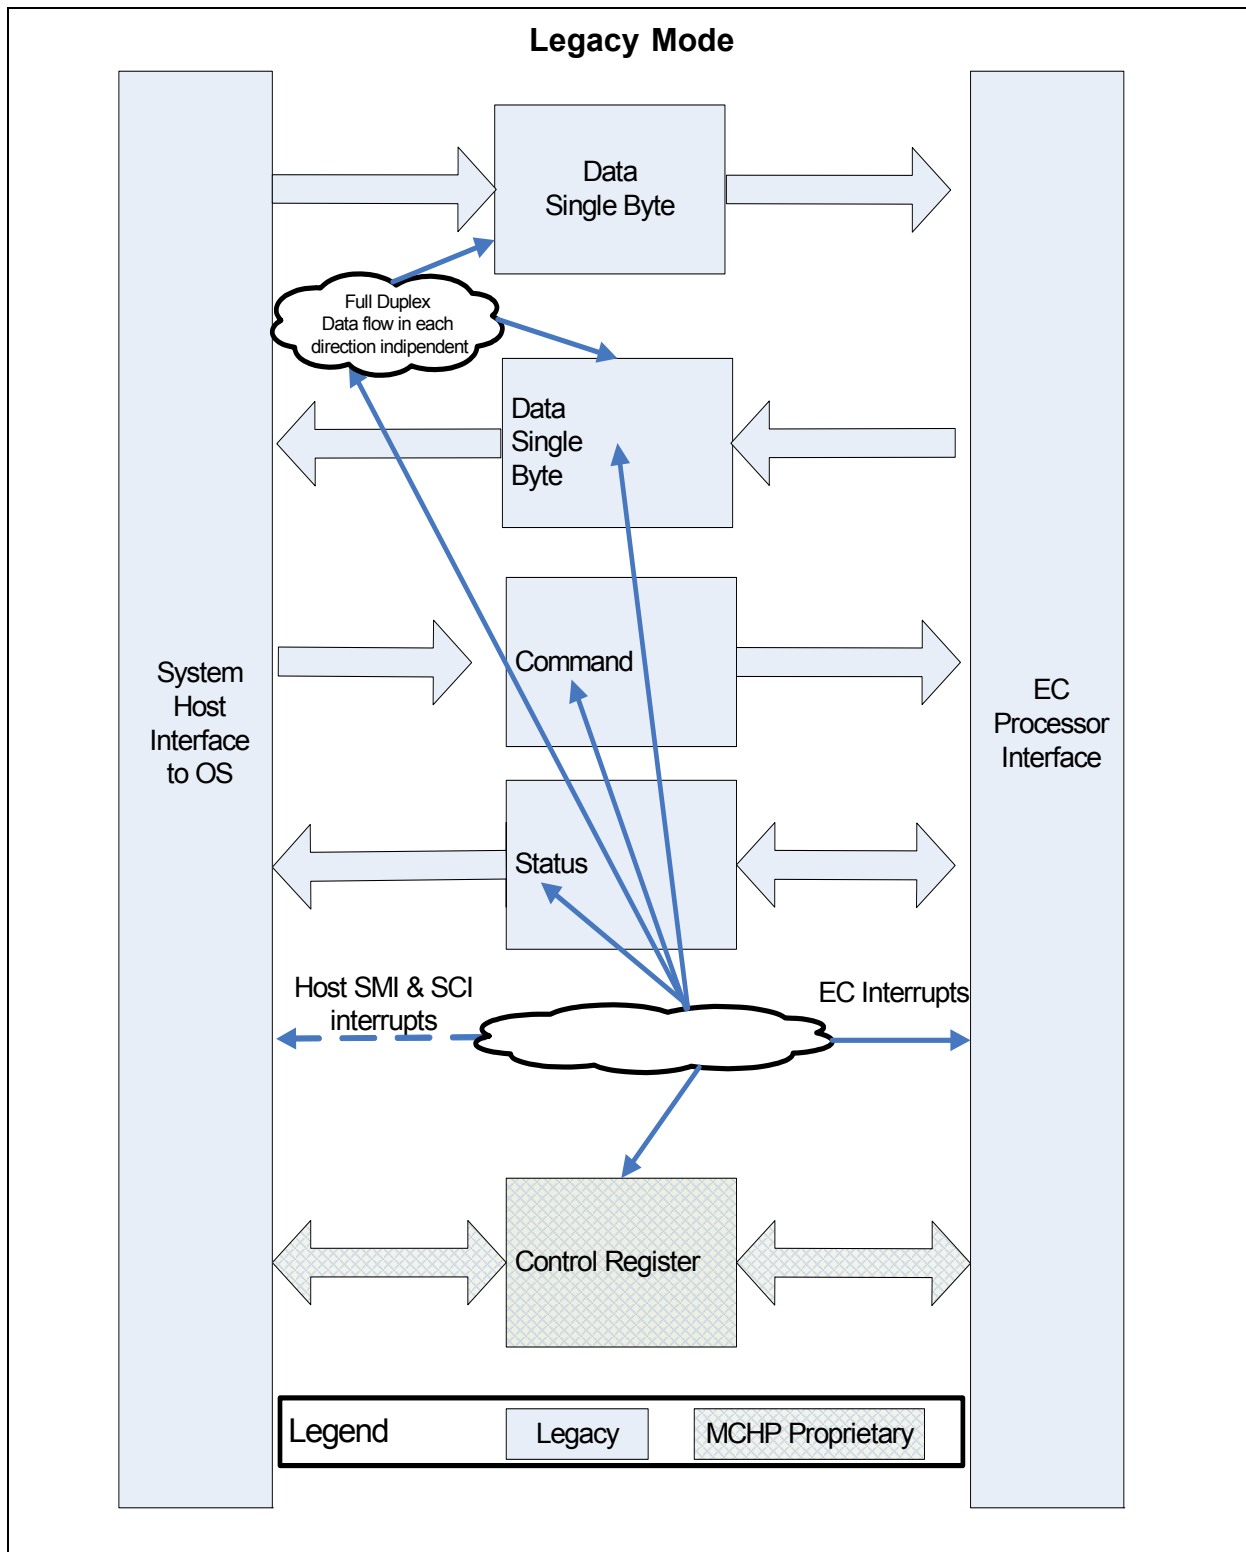 Legacy Mode
Data
Single Byte
Full Duplex
Data flow in each
direction indipendent
Data
Single
Byte
System
Host
Interface
to OS
Command
EC
Processor
Interface
Status
Host SMI & SCI
interrupts
EC Interrupts
Control Register
Legend
Legacy
MCHP Proprietary